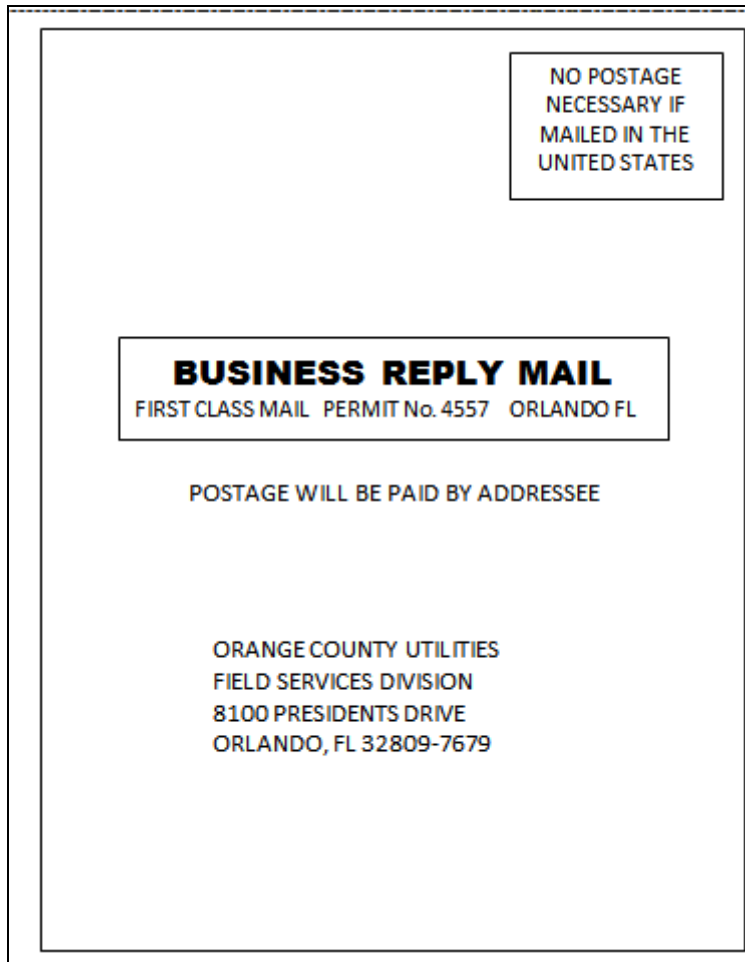 NO POSTAGE
NECESSARY IF
MAILED IN THE
UNITED STATES
BUSINESS REPLY MAIL
FIRST CLASS MAIL PERMIT No. 4557 ORLANDO FL
POSTAGE WILL BE PAID BY ADDRESSEE
ORANGE COUNTY UTILITIES
FIELD SERVICES DIVISION
8100 PRESIDENTS DRIVE
ORLANDO, FL 32809-7679